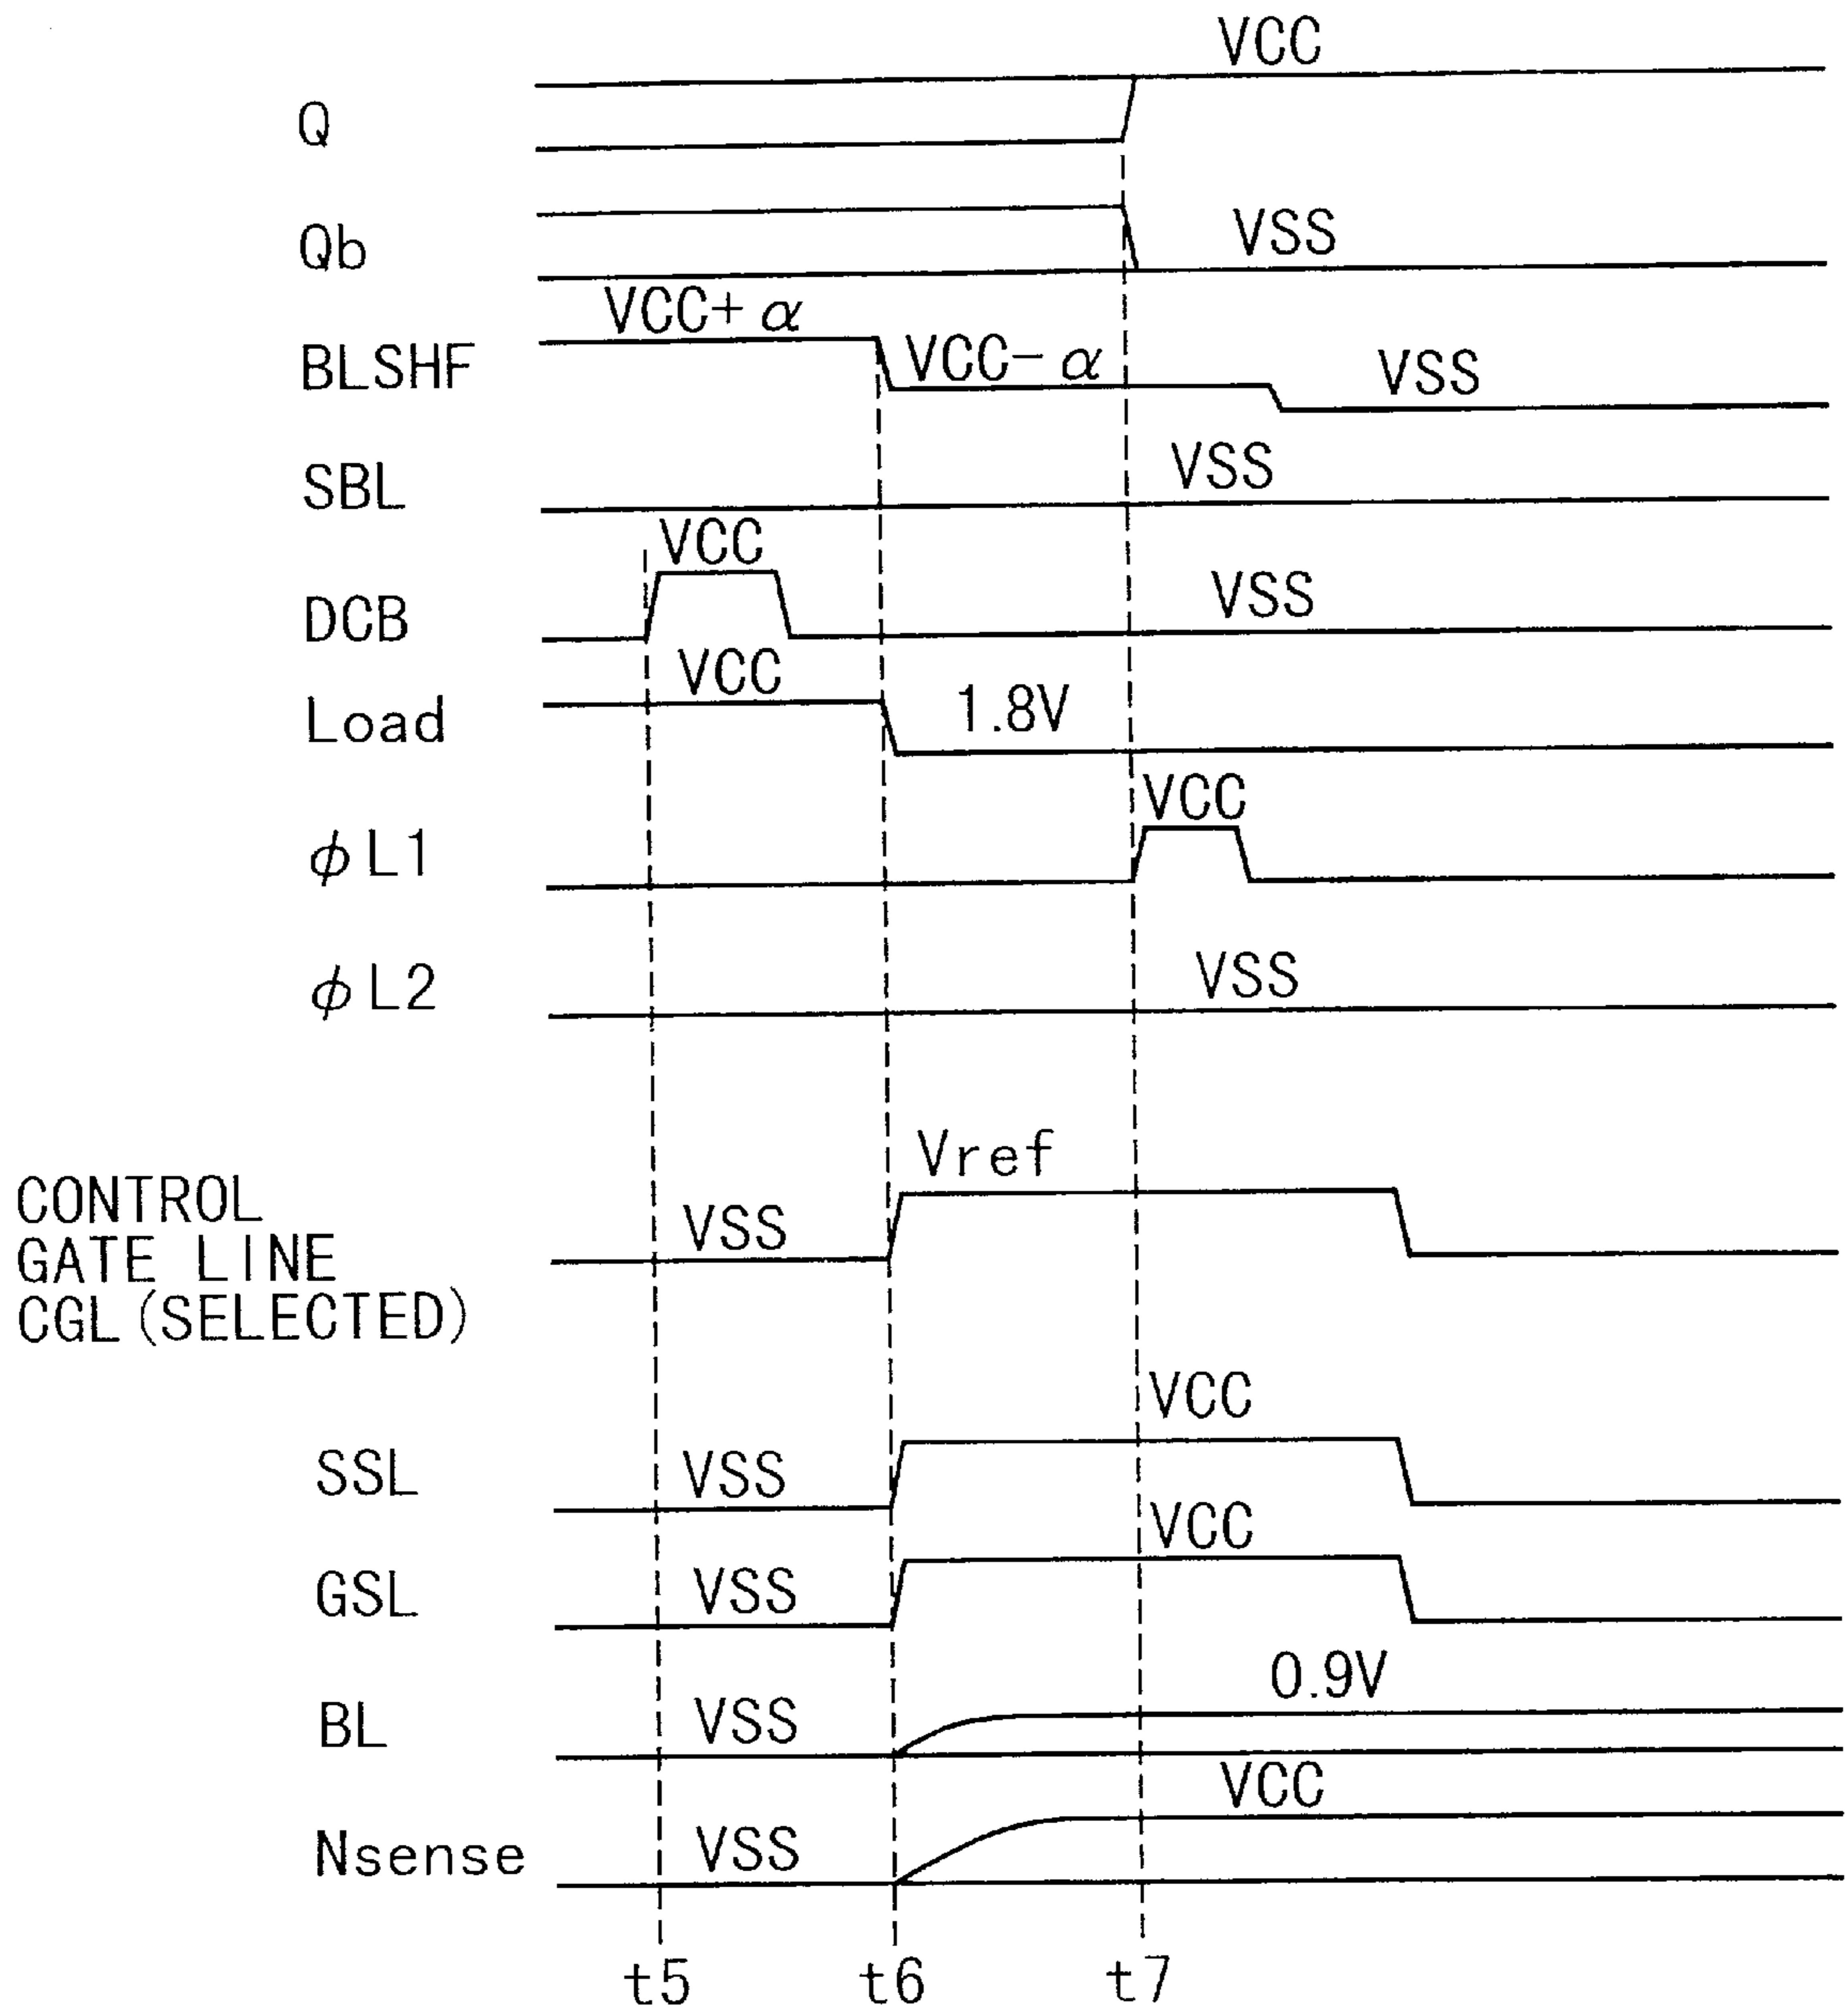 VCC
Q
Qb
VSS
VCC+α
BLSHF
VCC-α
VSS
SBL
VSS
VCC
DCB
VSS
VCC
Load
1.8V
VCC
φL1
φL2
VSS
Vref
CONTROL
GATE LINE
CGL(SELECTED)
VSS
VCC
SSL
VSS
VCC
GSL
VSS
0.9V
BL
VSS
VCC
Nsense
VSS
t5 t6 t7